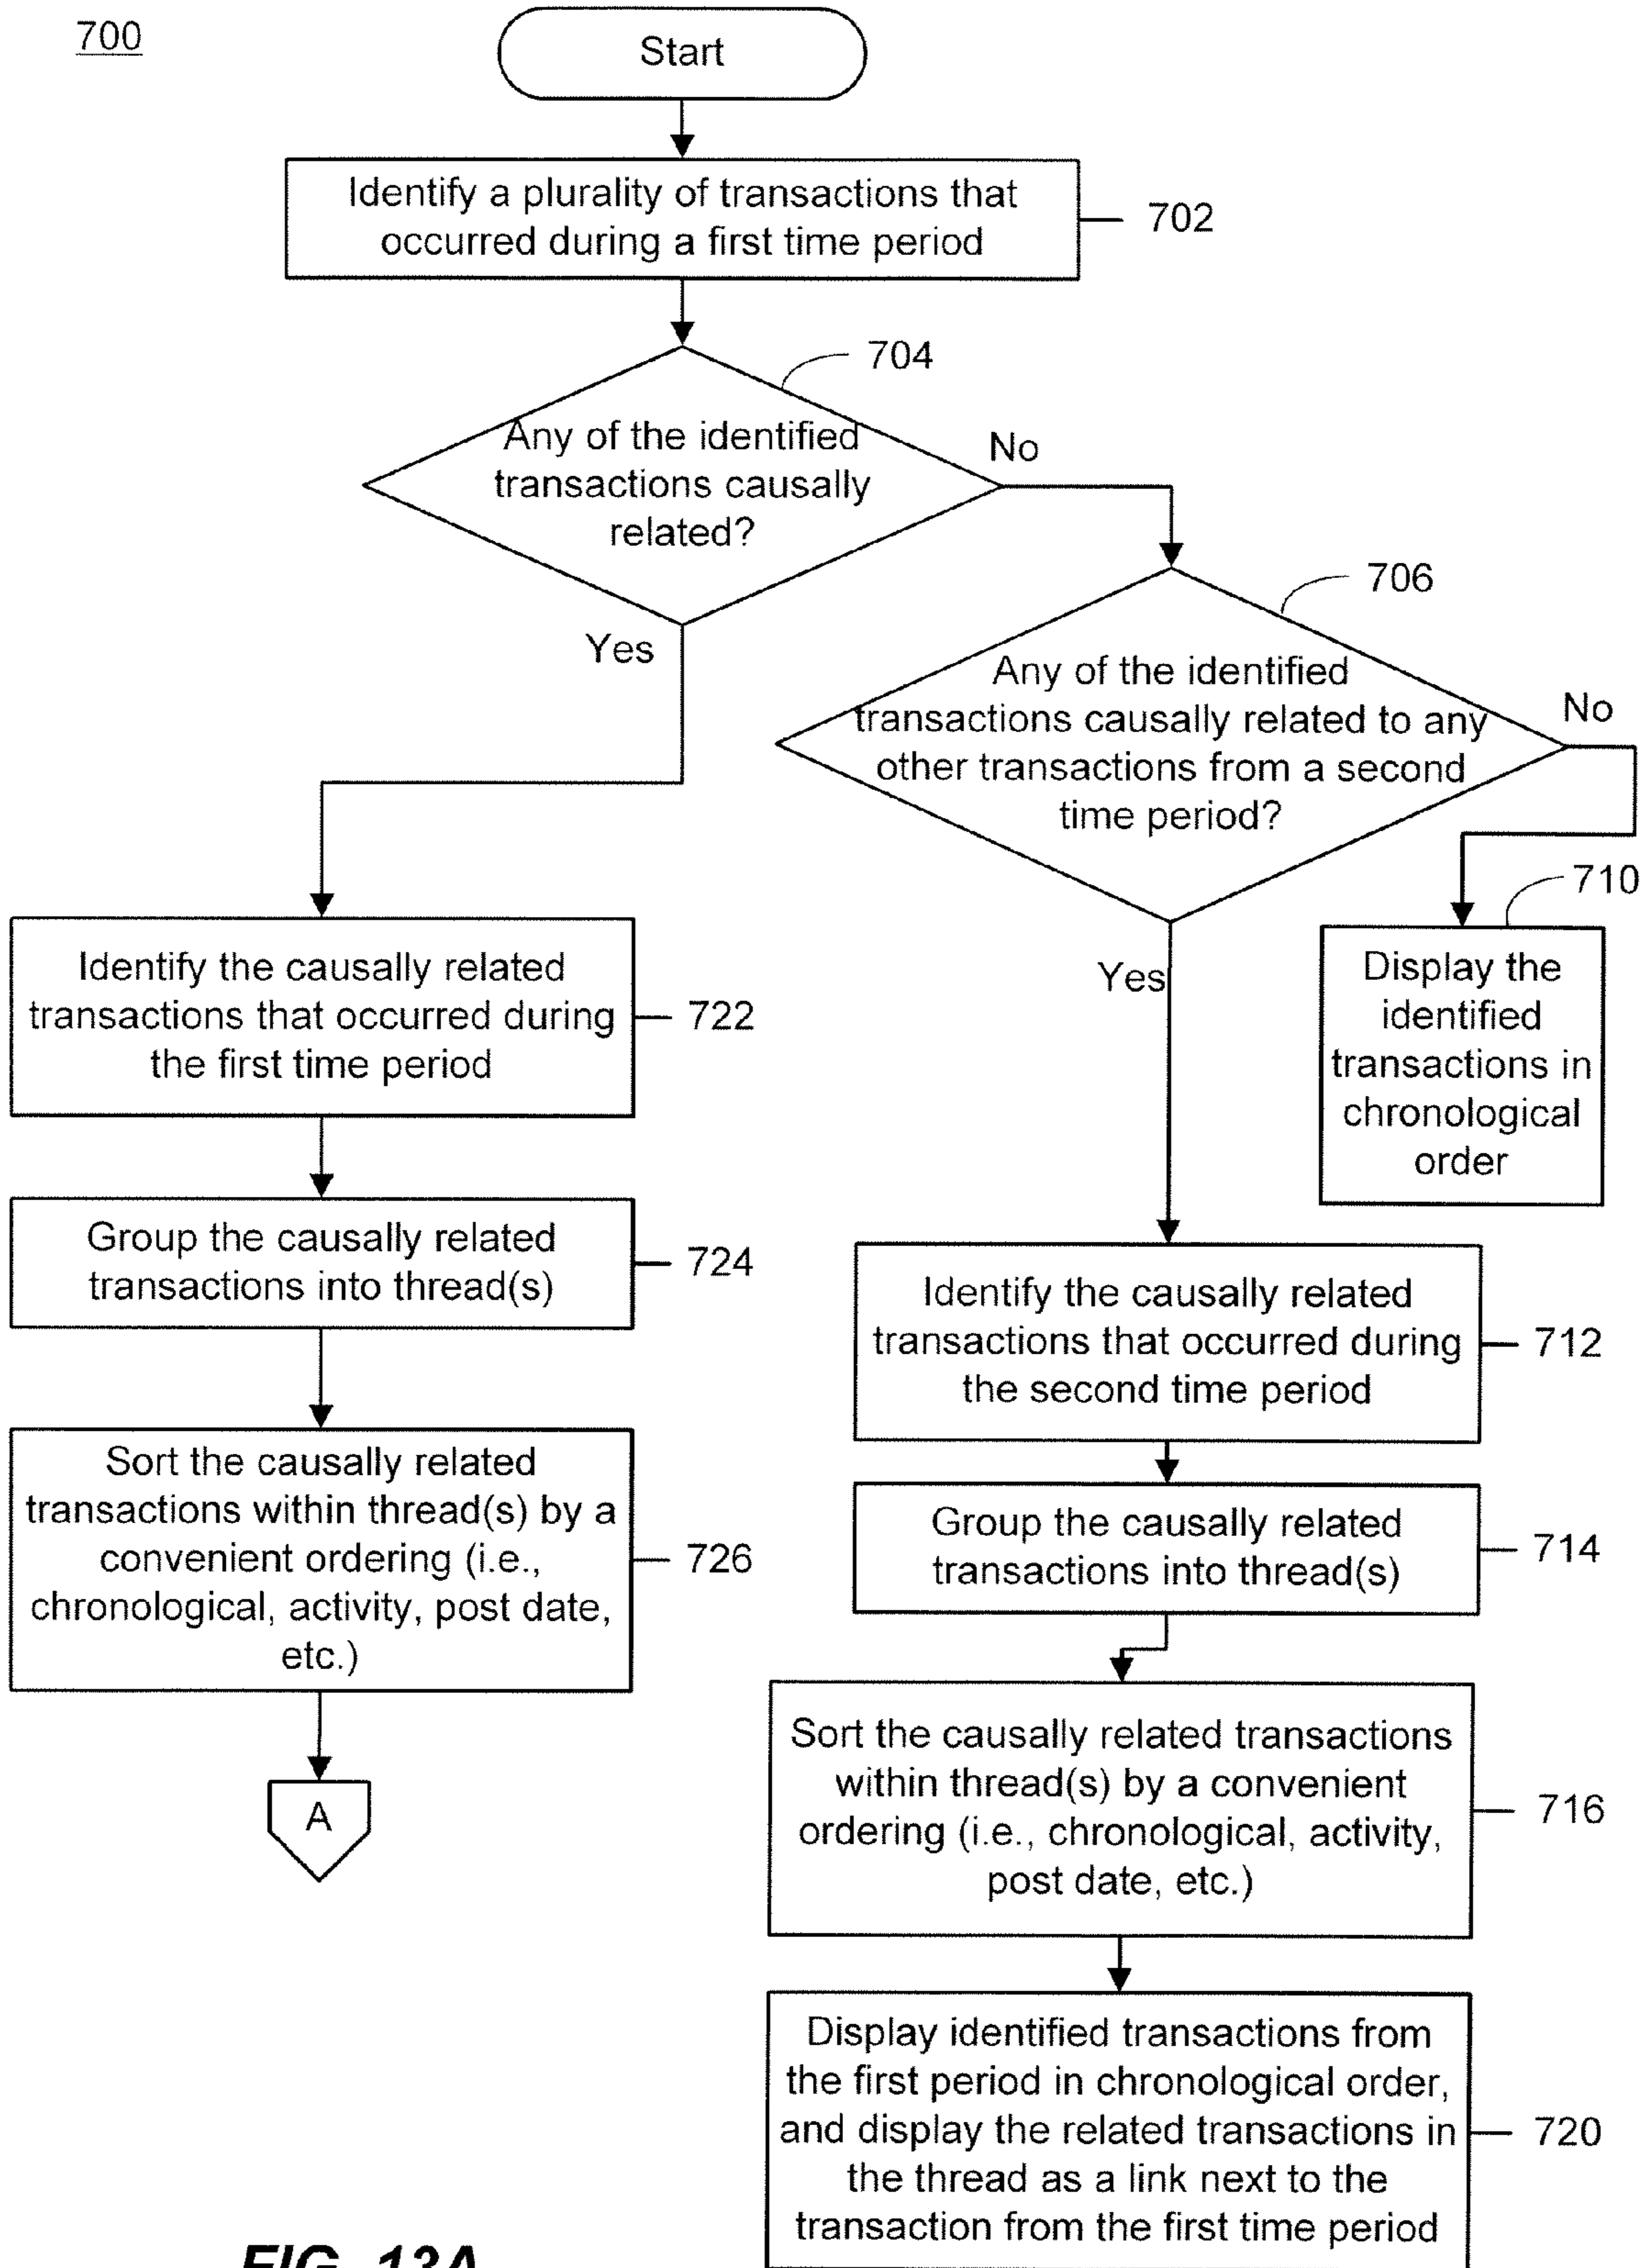 700
Start
Identify a plurality of transactions that
occurred during a first time period
702
704
Any of the identified
transactions causally
related?
No
Yes
706
Any of the identified
transactions causally related to any
other transactions from a second
time period?
No
Yes
710
Display the
identified
transactions in
chronological
order
Identify the causally related
transactions that occurred during
the first time period
722
Group the causally related
transactions into thread(s)
724
Sort the causally related
transactions within thread(s) by a
convenient ordering (i.e.,
chronological, activity, post date,
etc.)
726
A
Identify the causally related
transactions that occurred during
the second time period
712
Group the causally related
transactions into thread(s)
714
Sort the causally related transactions
within thread(s) by a convenient
ordering (i.e., chronological, activity,
post date, etc.)
716
Display identified transactions from
the first period in chronological order,
and display the related transactions in
the thread as a link next to the
transaction from the first time period
720
FIG. 13A